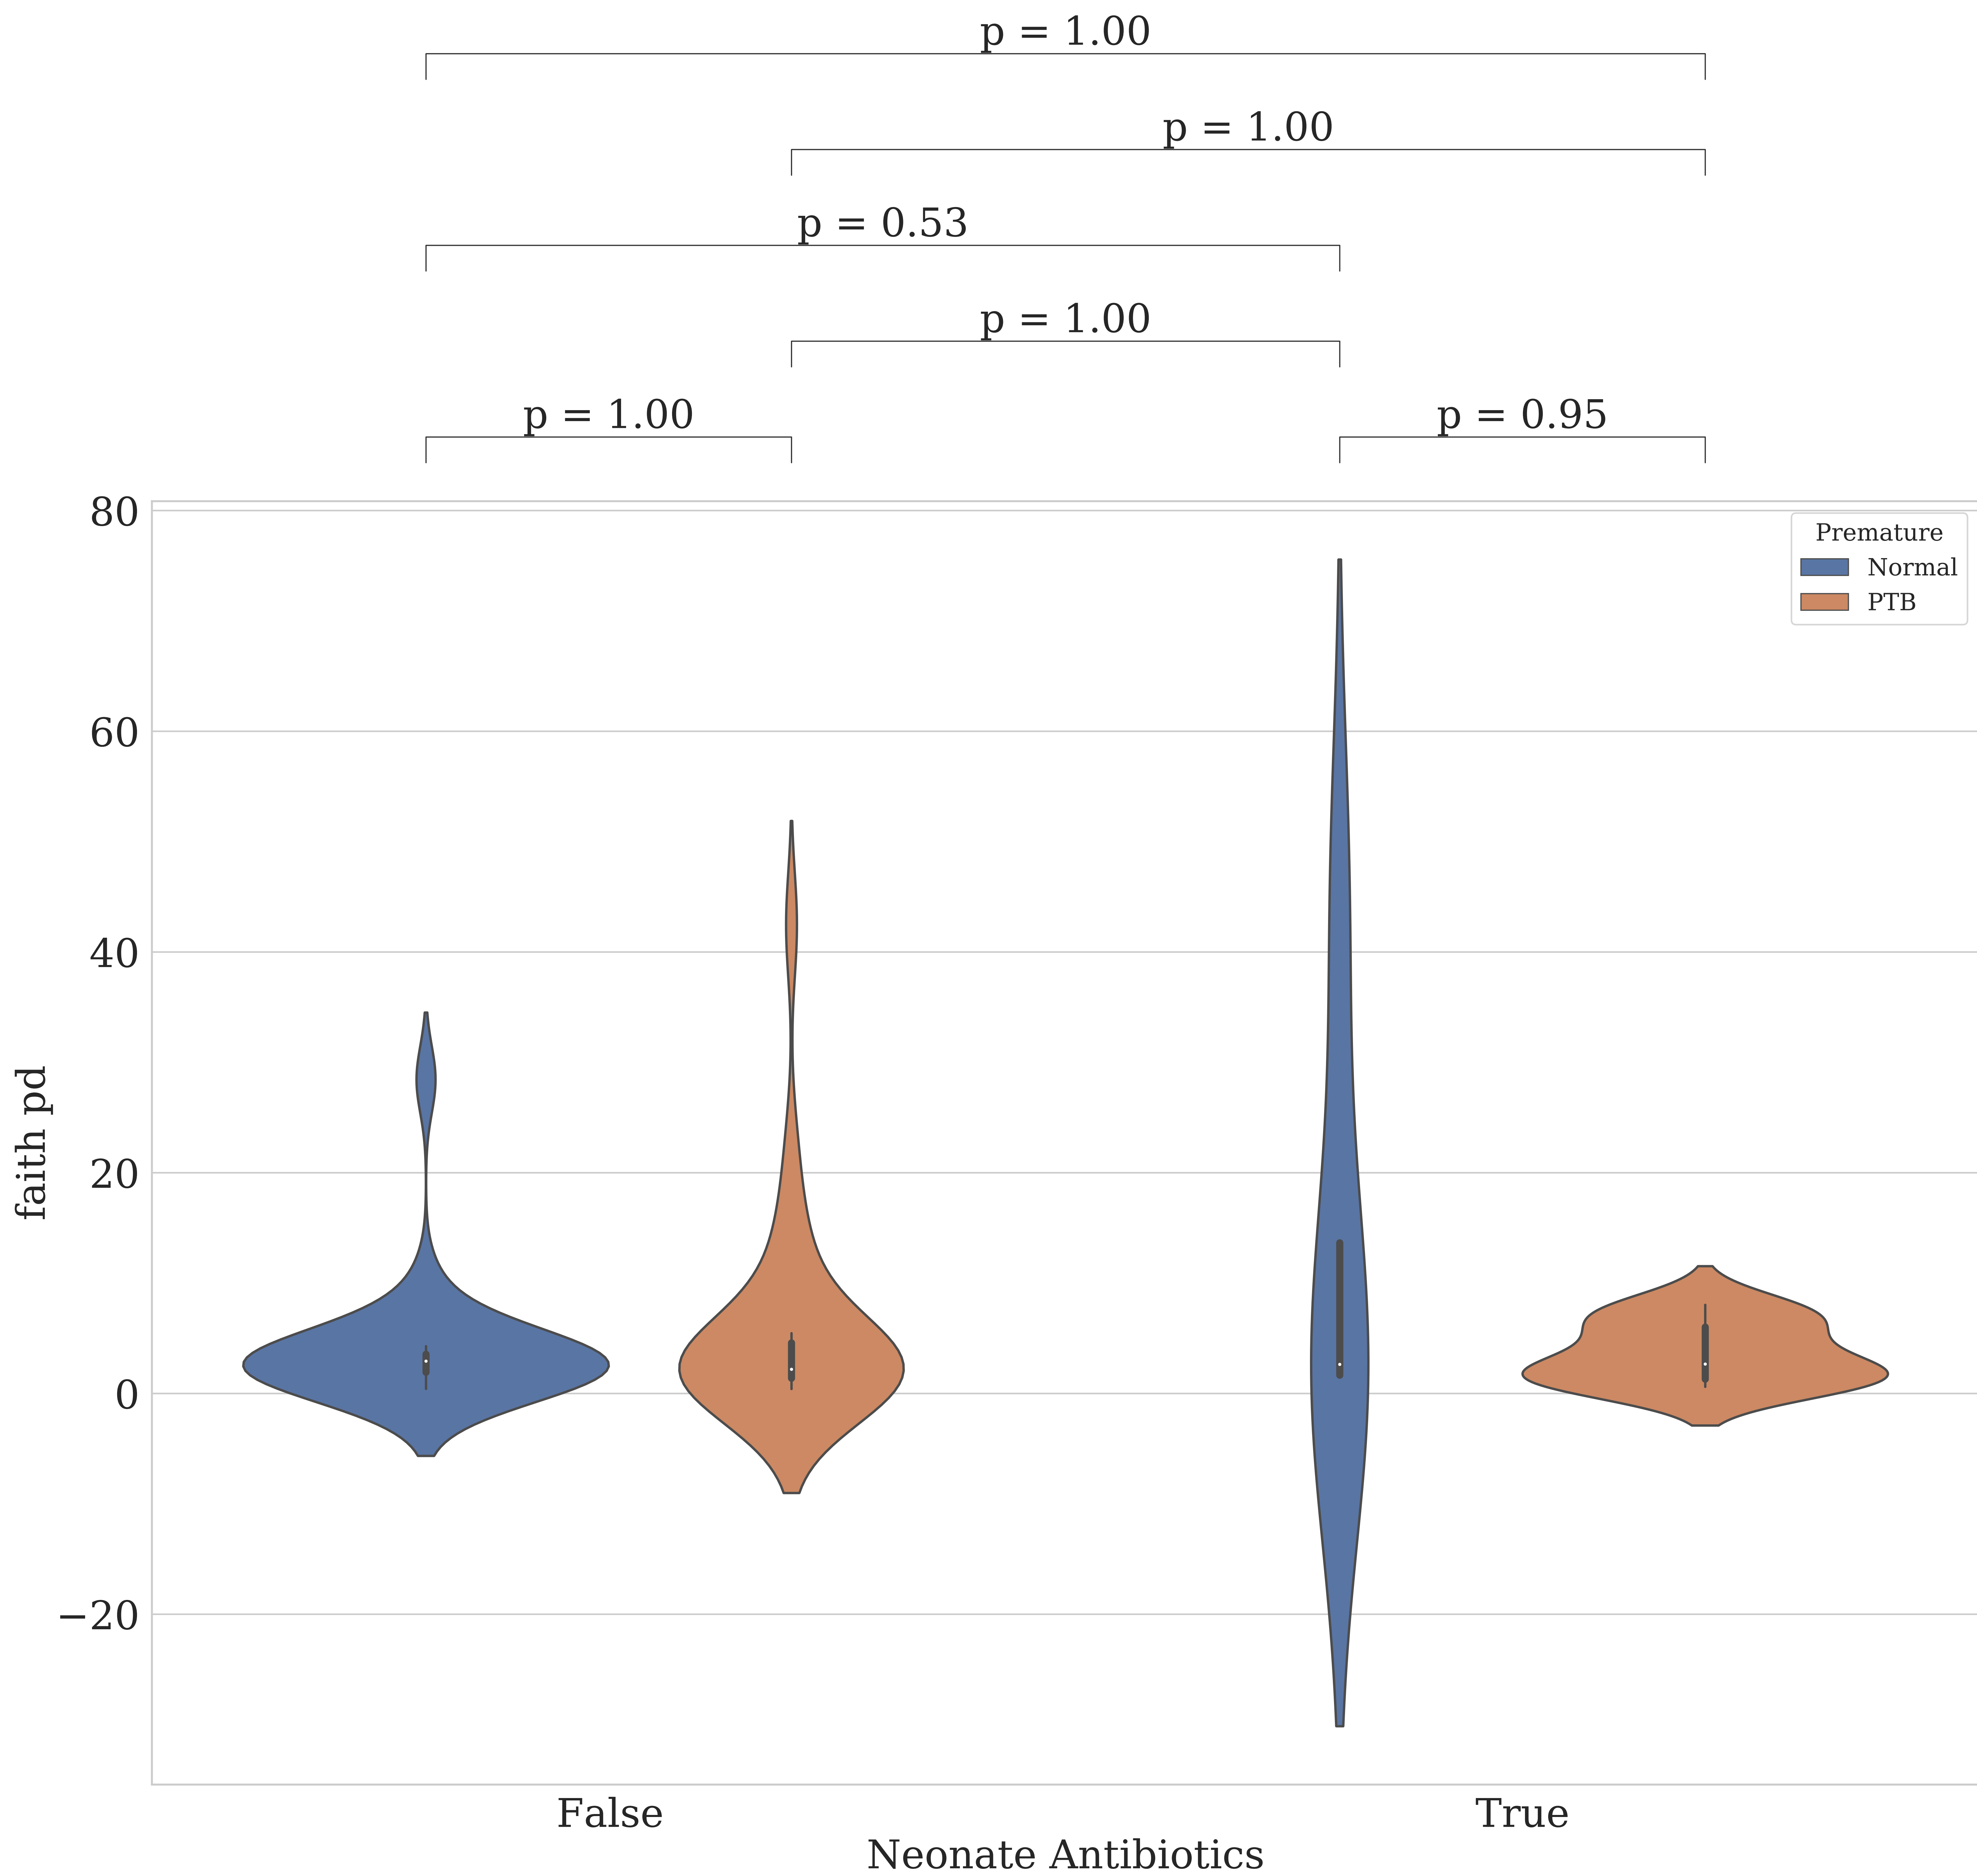 p = 1.00
p = 1.00
p = 0.53
p = 1.00
p = 1.00
p = 0.95
80
60
40
20
0
−20
faith pd
Premature
Normal
PTB
False
True
Neonate Antibiotics